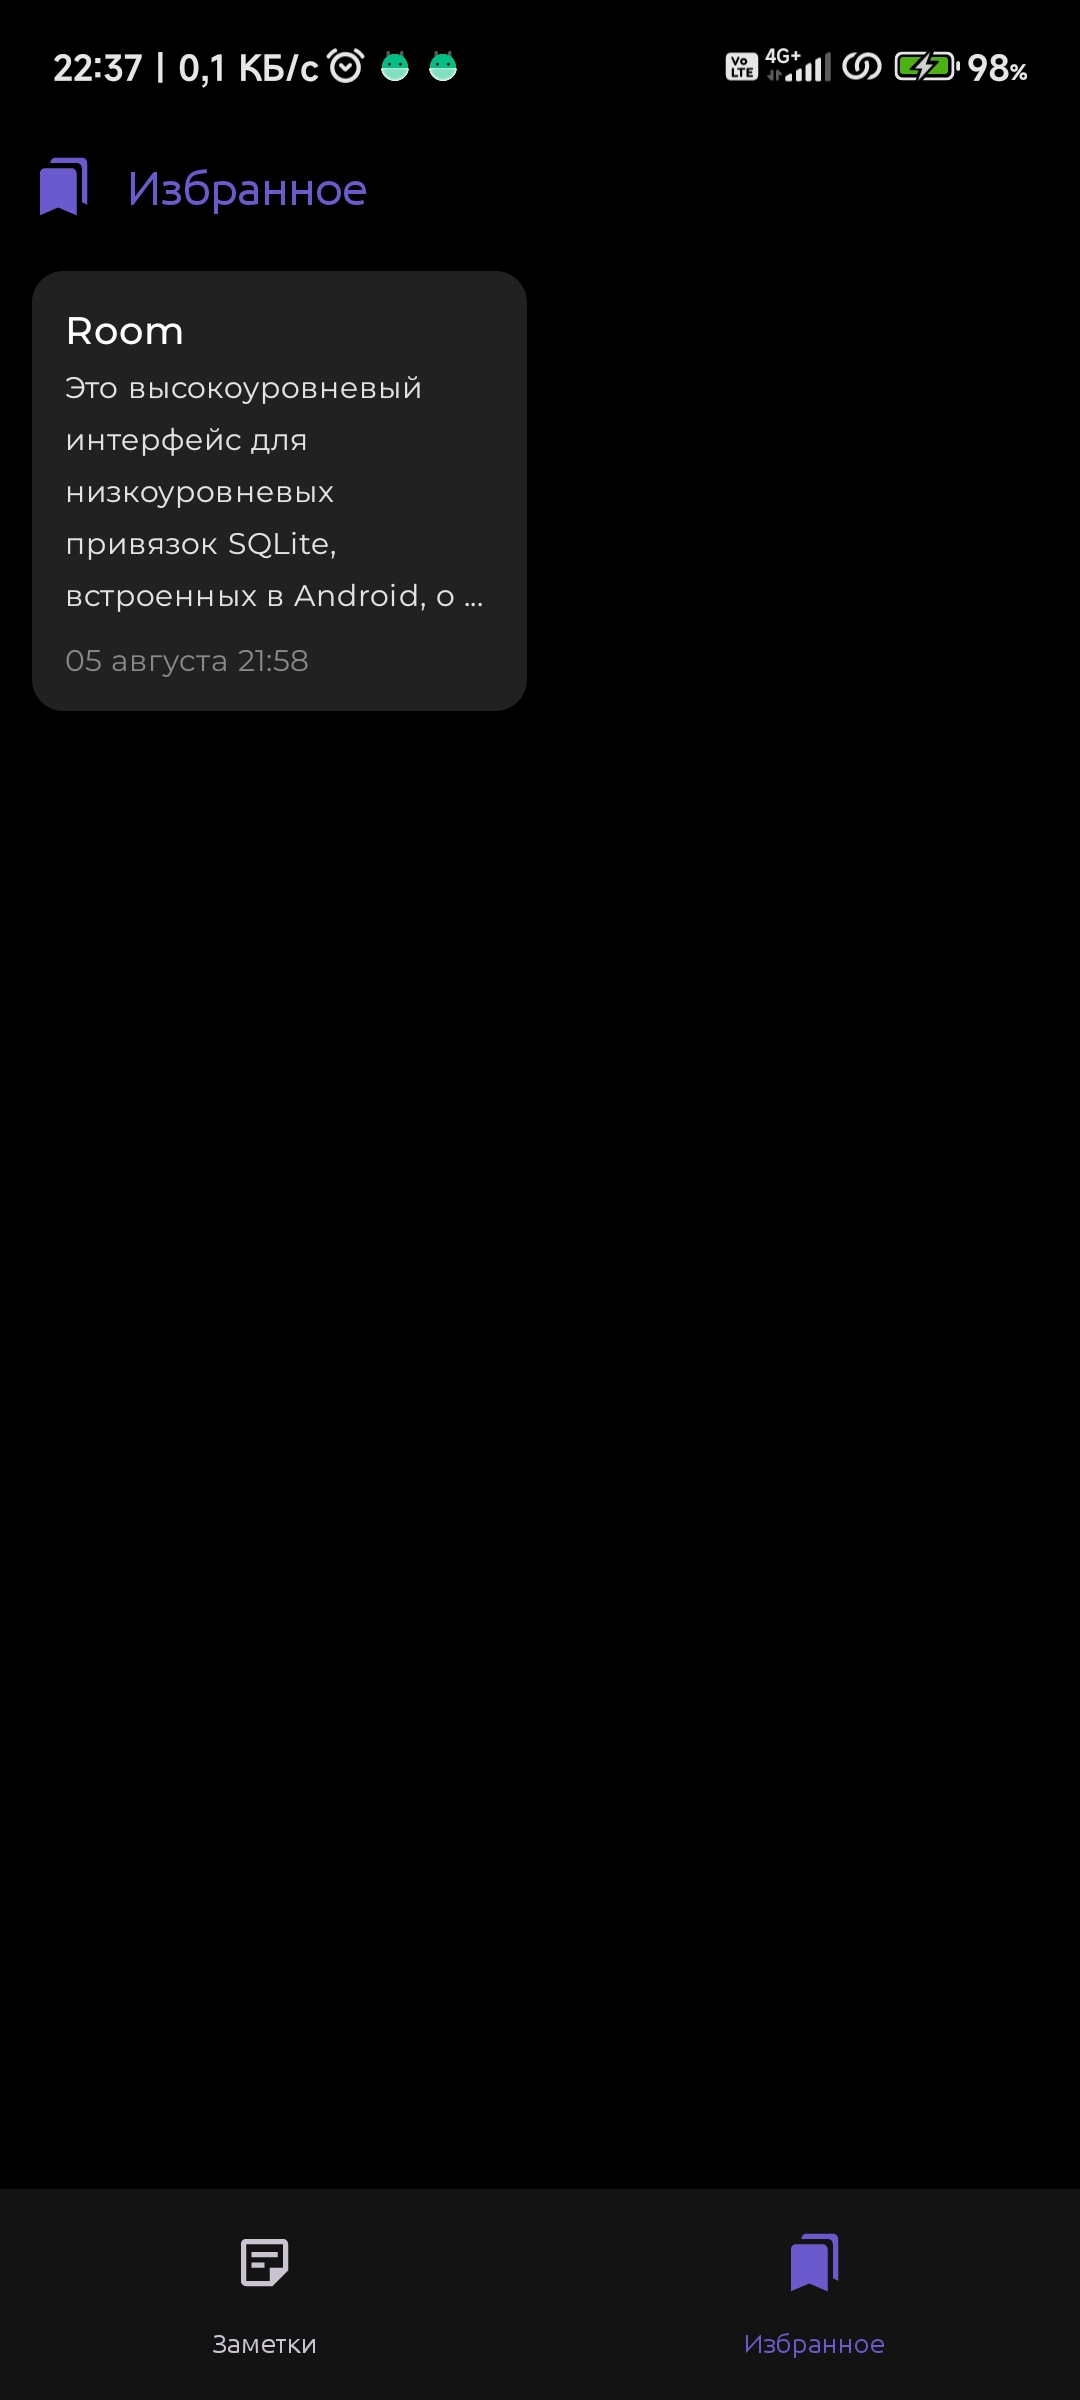 22:37 | 0,1 КБ/с
Vo LTE 4G+ 98%
Избранное
Room
Это высокоуровневый
интерфейс для
низкоуровневых
привязок SQLite,
встроенных в Android, о ...
05 августа 21:58
Заметки
Избранное